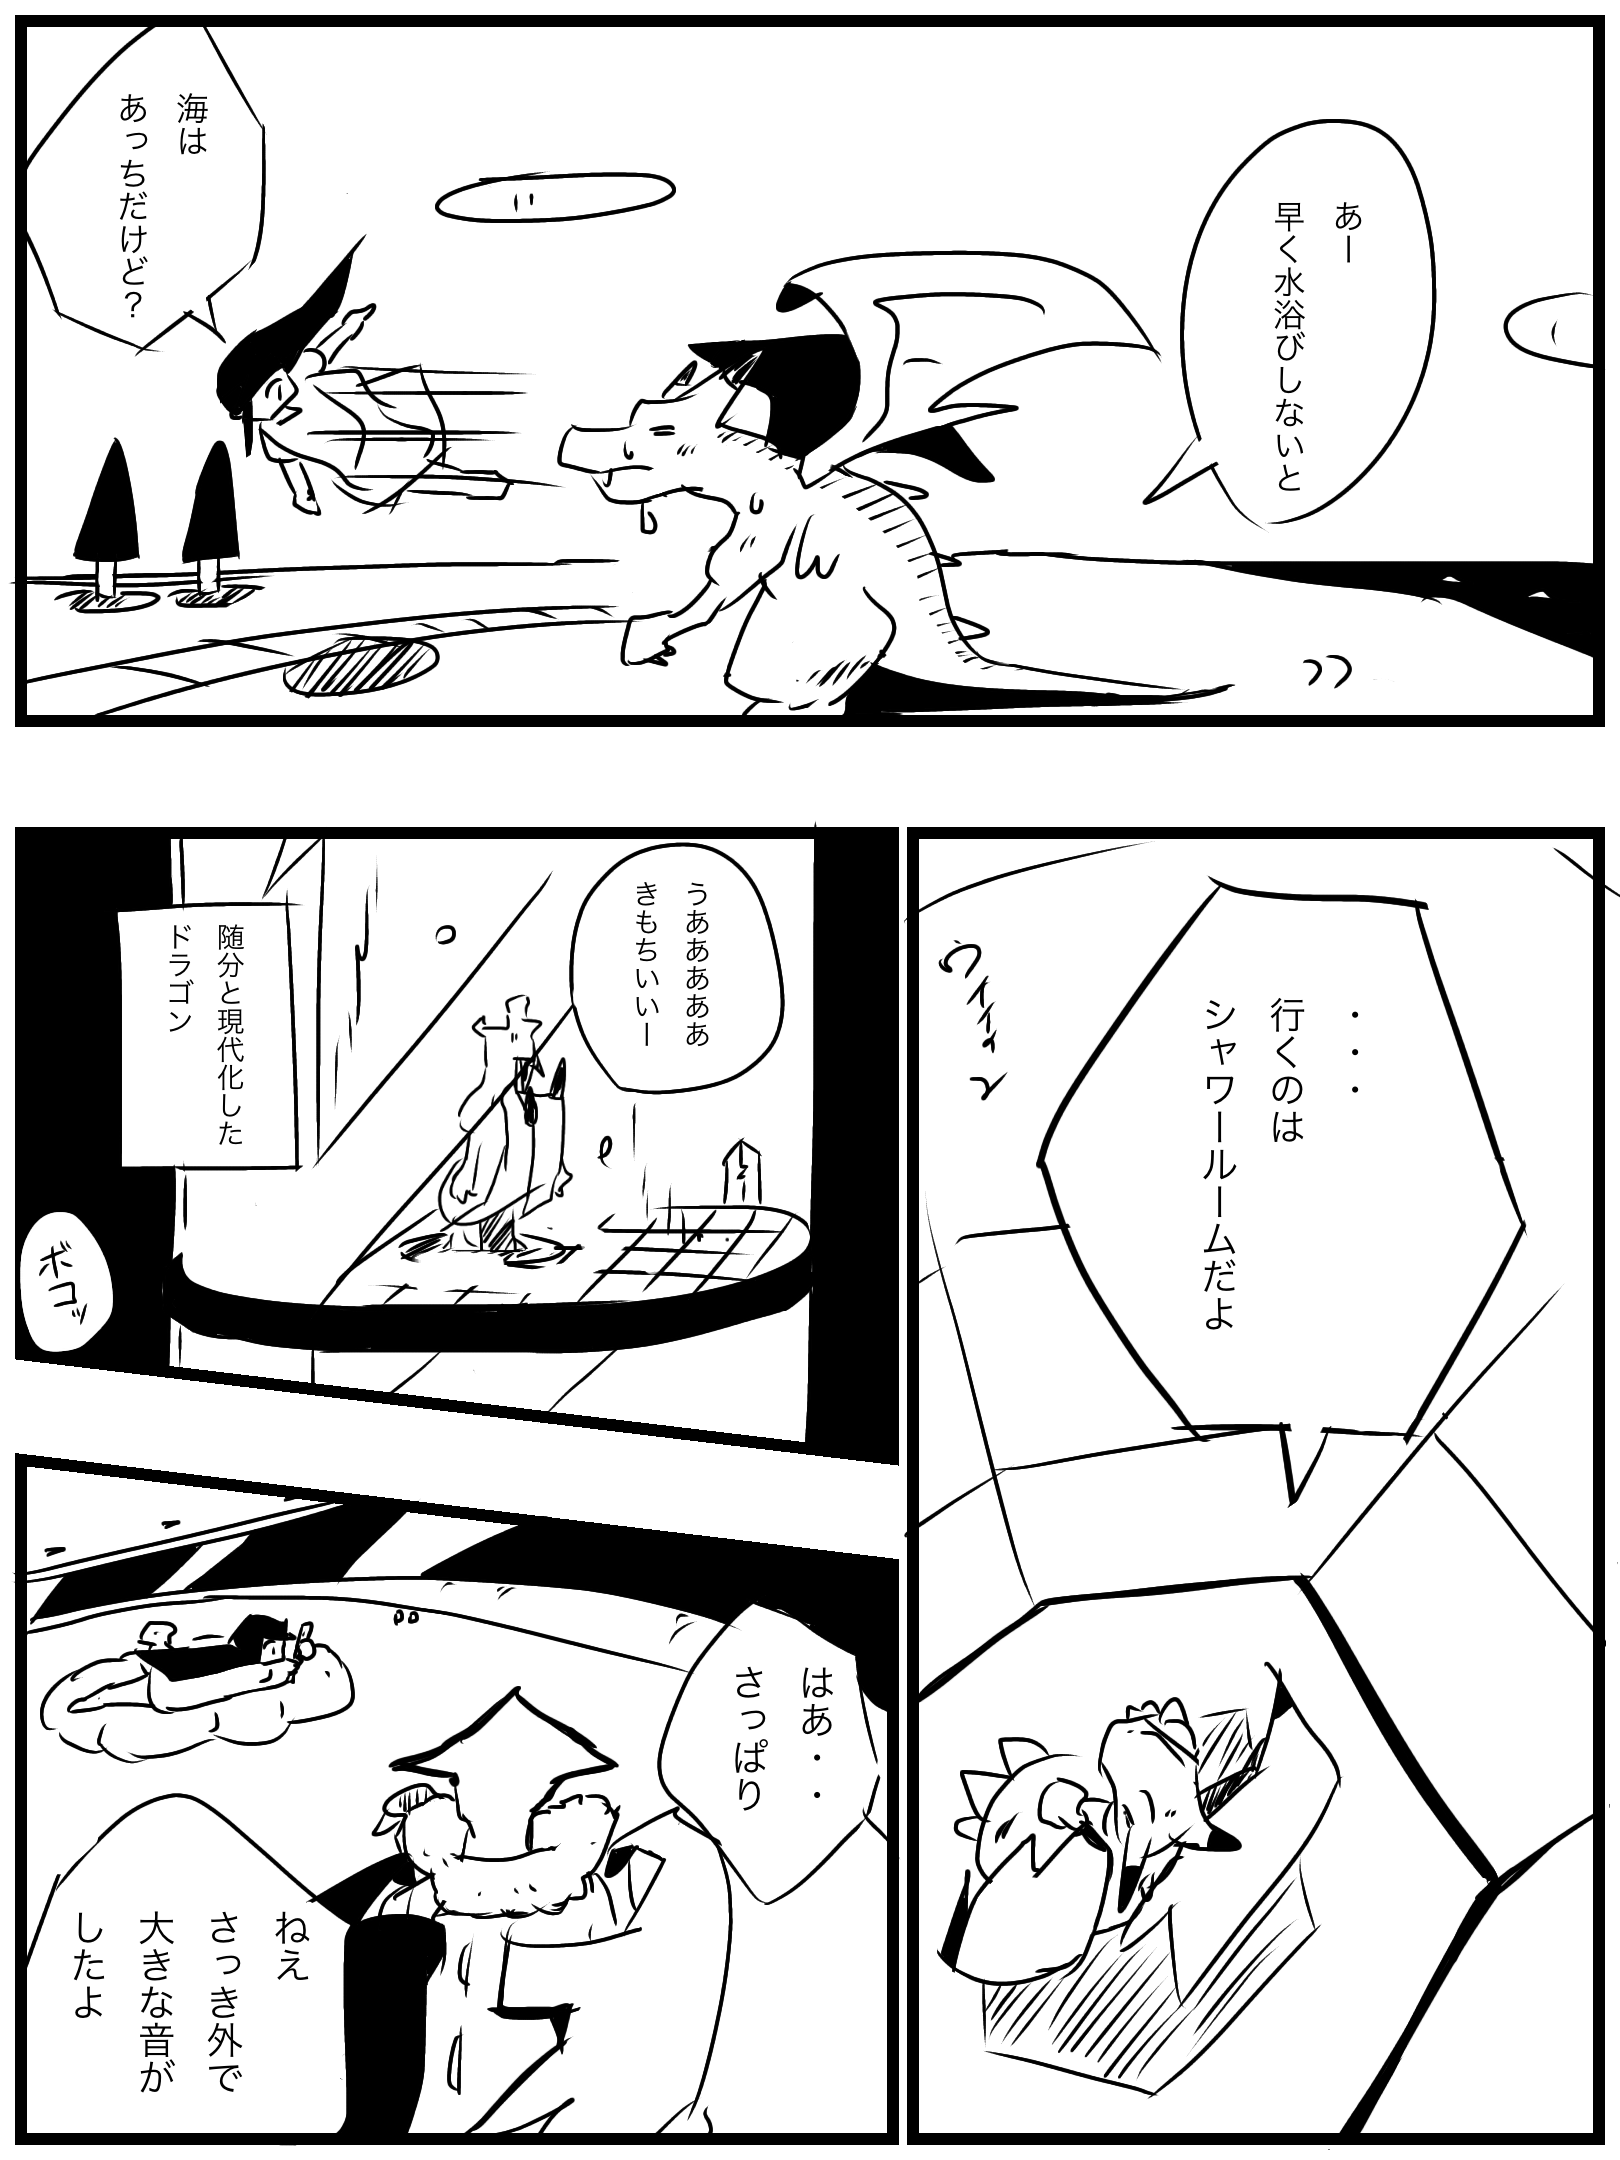 あー
早く水浴びしないと
海は
あっちだけど?
・・・
行くのは
シャワールームだよ
ウィーン
うああああああ
きもちいいー
随分と現代化した
ドラゴン
ボコッ
はあ・・
さっぱり
ねえ
さっき外で
大きな音が
したよ